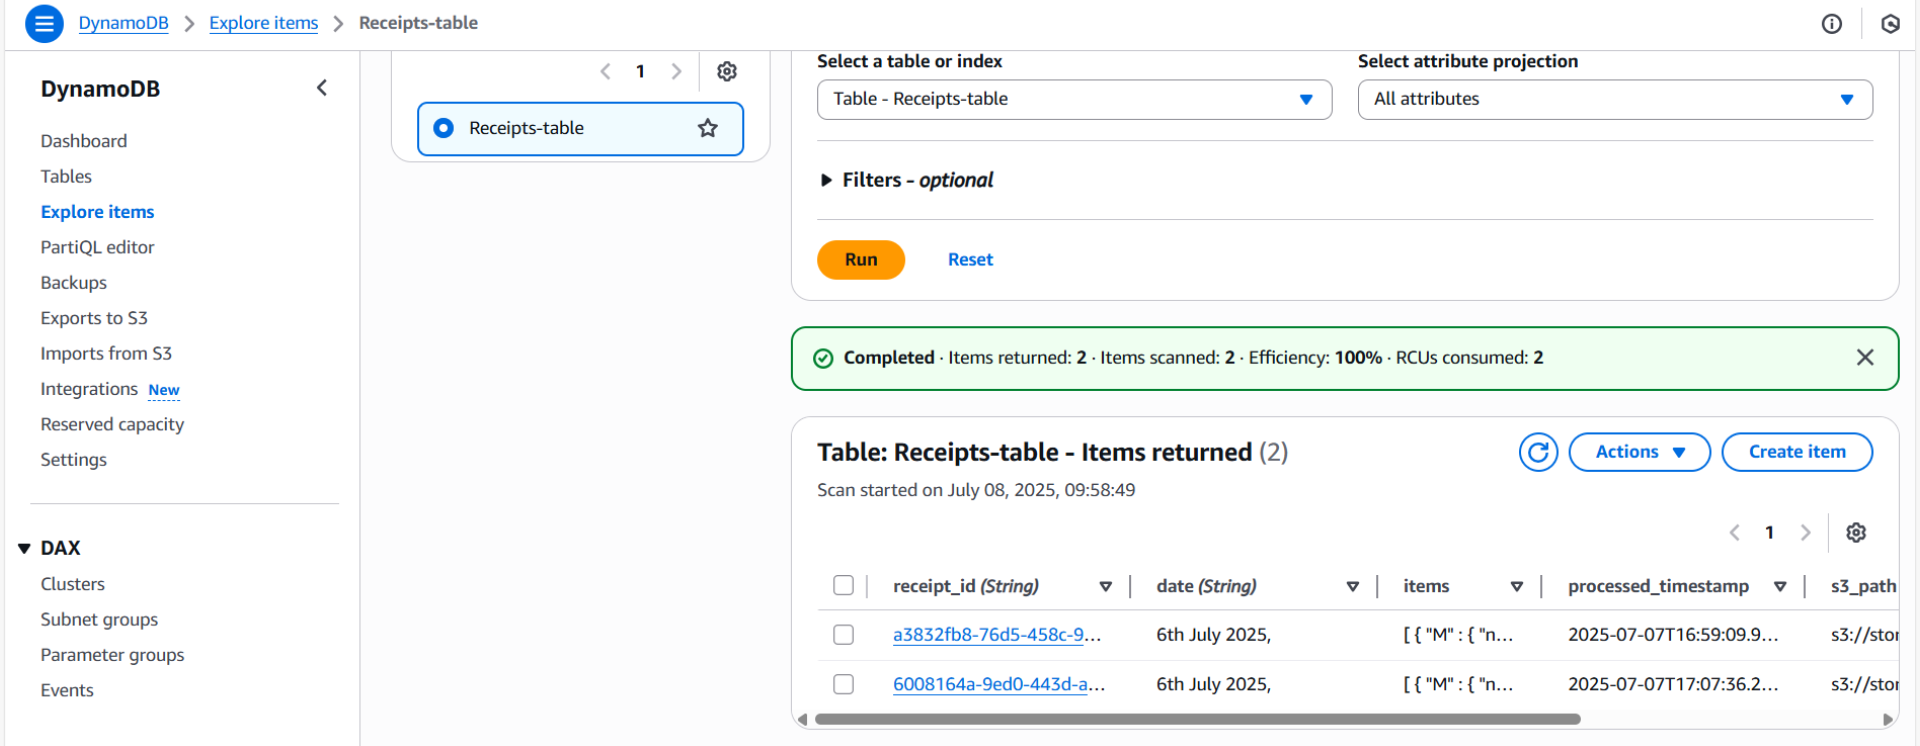 DynamoDB > Explore items > Receipts-table
DynamoDB
Dashboard
Tables
Explore items
PartiQL editor
Backups
Exports to S3
Imports from S3
Integrations New
Reserved capacity
Settings
DAX
Clusters
Subnet groups
Parameter groups
Events
1
Receipts-table
Select a table or index
Table - Receipts-table
Select attribute projection
All attributes
Filters - optional
Run Reset
Completed · Items returned: 2 · Items scanned: 2 · Efficiency: 100% · RCUs consumed: 2
Table: Receipts-table - Items returned (2)
Actions
Create item
Scan started on July 08, 2025, 09:58:49
1
receipt_id (String) date (String) items processed_timestamp s3_path
a3832fb8-76d5-458c-9... 6th July 2025, [ { "M" : { "n... 2025-07-07T16:59:09.9... s3://stor
6008164a-9ed0-443d-a... 6th July 2025, [ { "M" : { "n... 2025-07-07T17:07:36.2... s3://stor